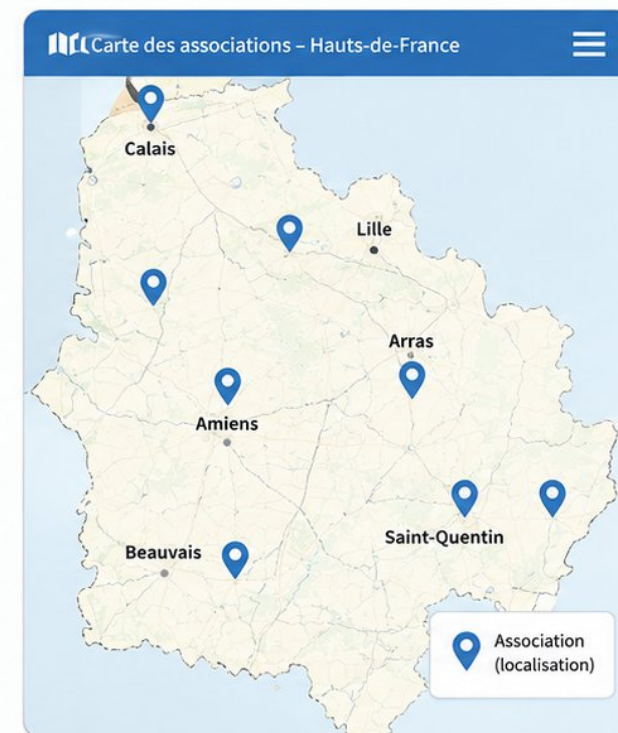 Carte des associations – Hauts-de-France
Calais
Lille
Arras
Amiens
Saint-Quentin
Beauvais
Association
(localisation)